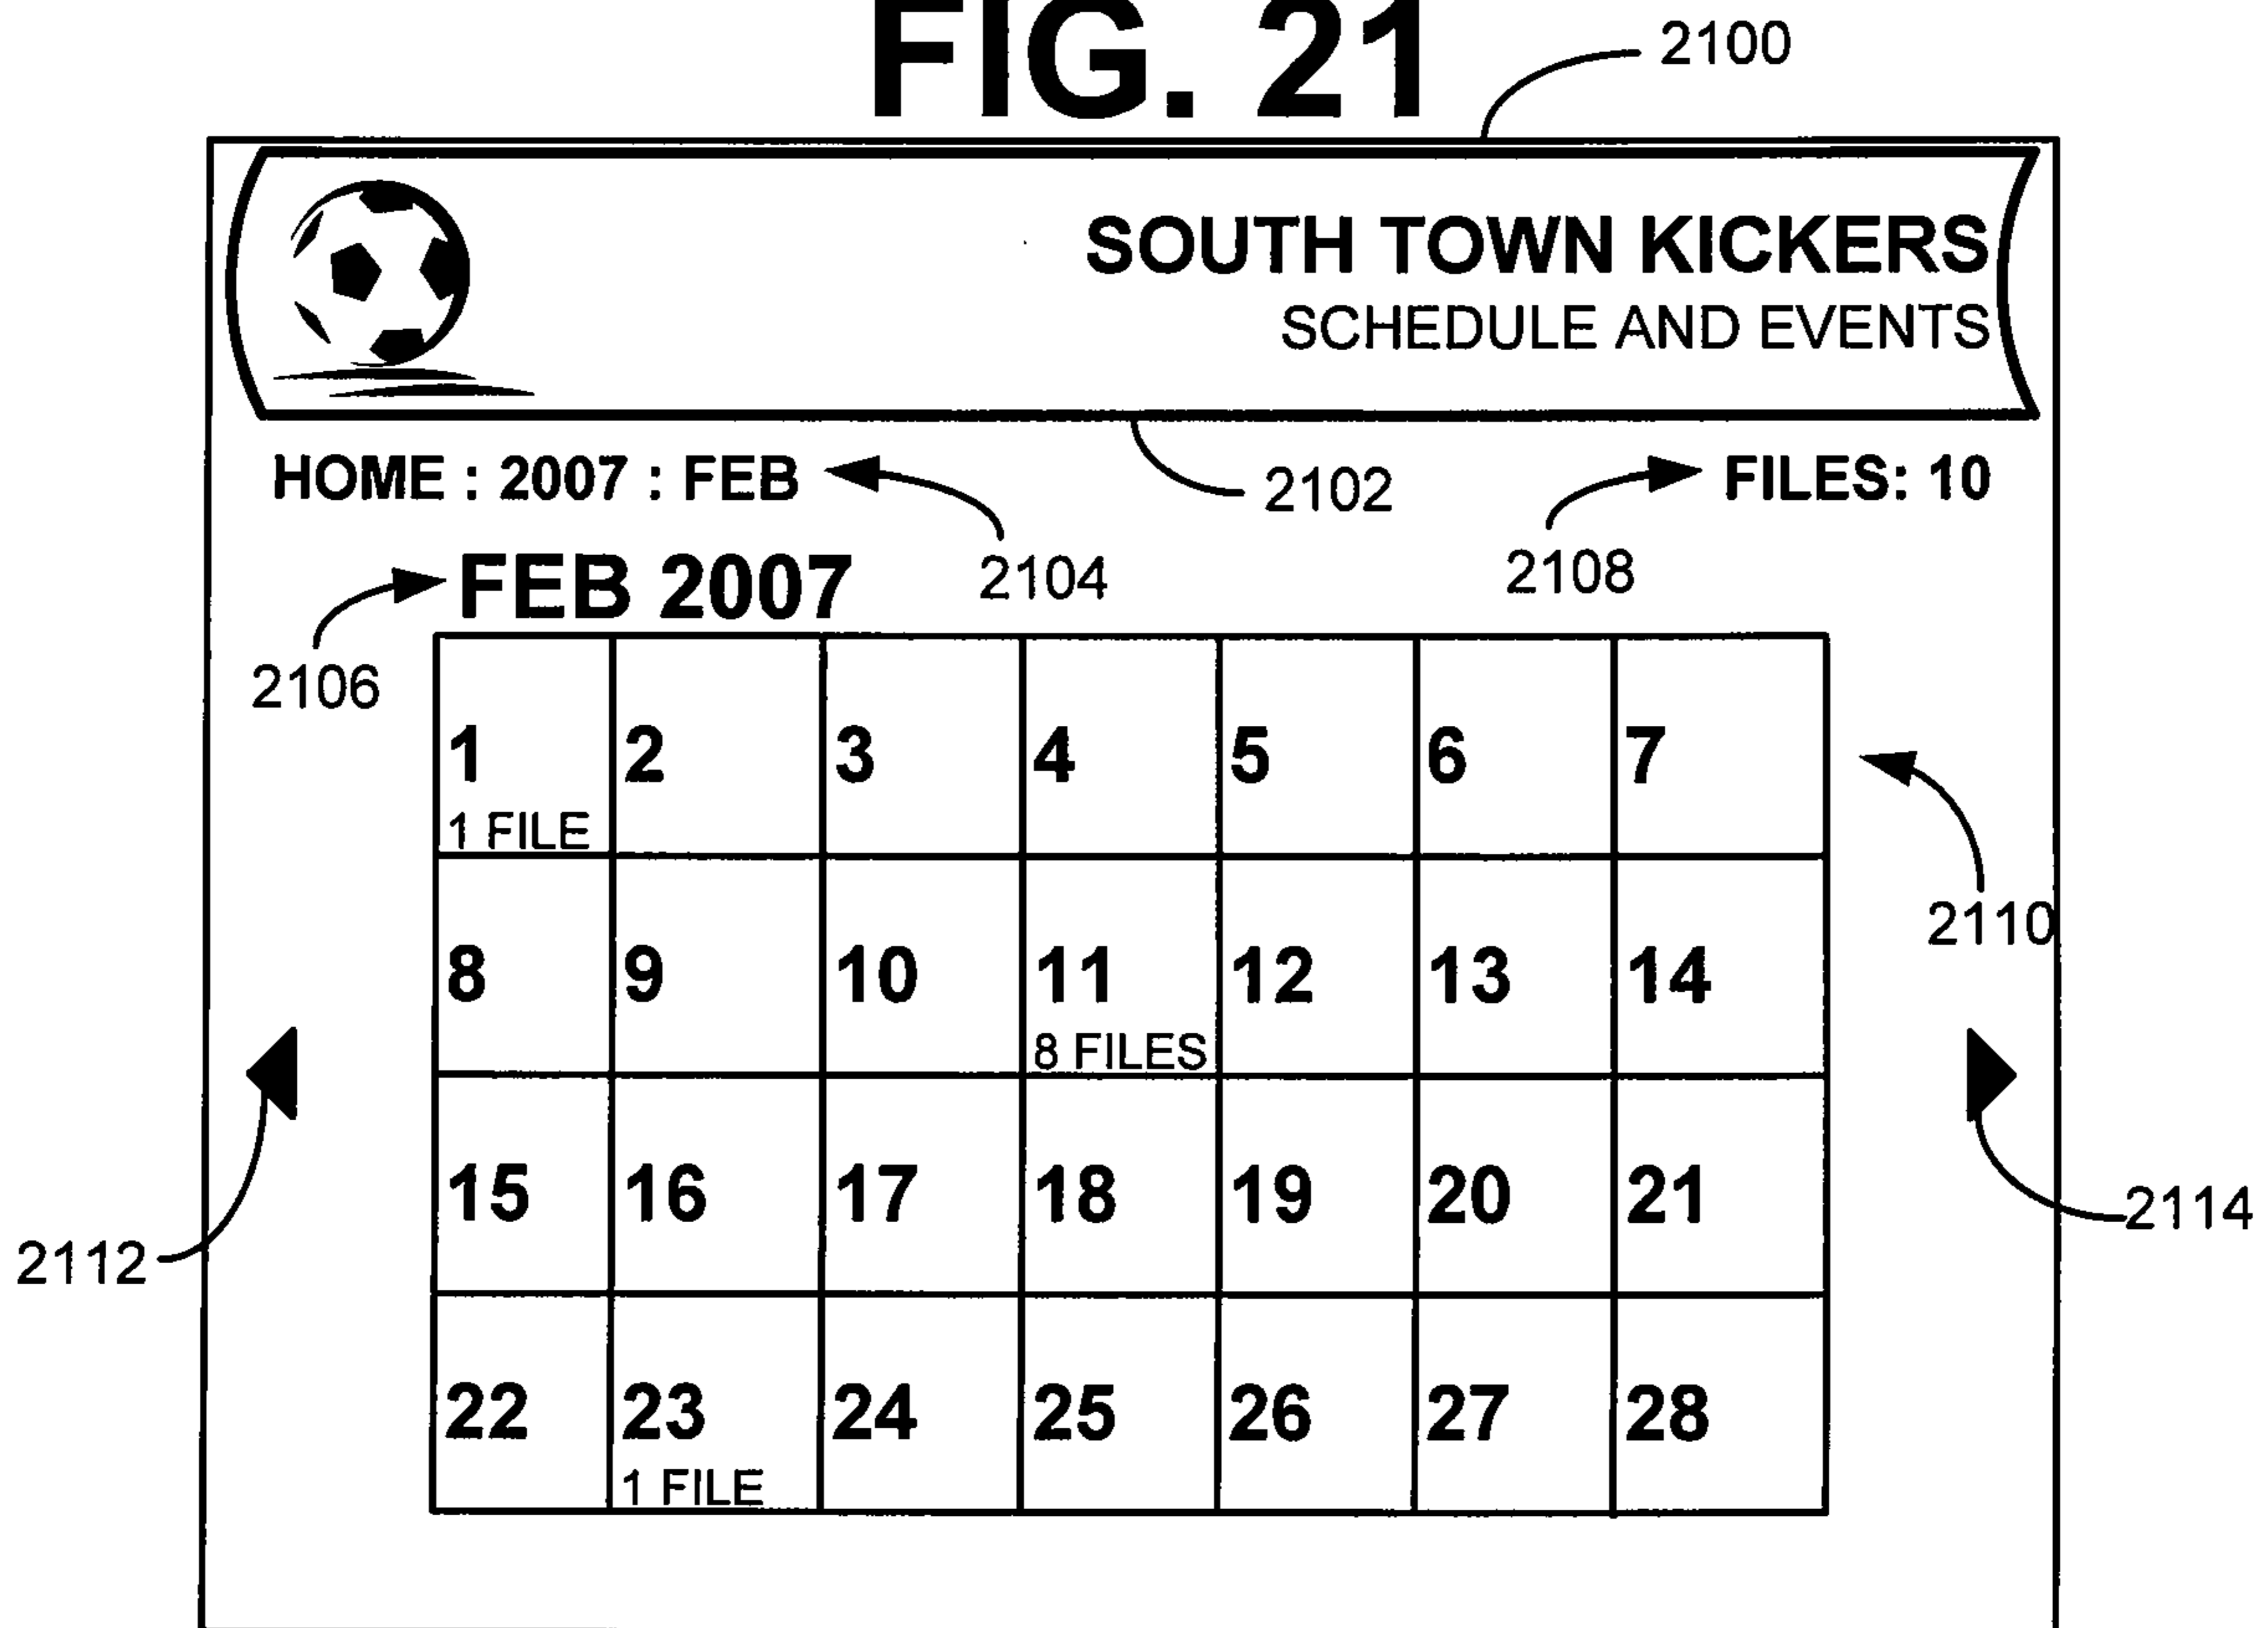 FIG. 21
2100
SOUTH TOWN KICKERS
SCHEDULE AND EVENTS
HOME : 2007 : FEB
2102
FILES: 10
FEB 2007
2104
2108
2106
1 2 3 4 5 6 7
1 FILE
2110
8 9 10 11 12 13 14
8 FILES
15 16 17 18 19 20 21
2114
2112
22 23 24 25 26 27 28
1 FILE